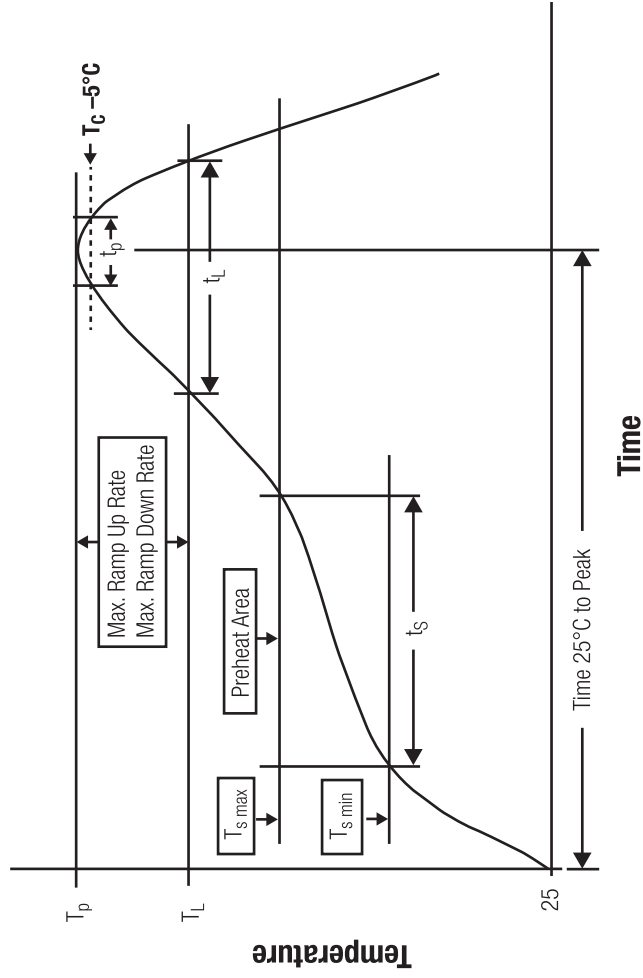 T_p
T_C –5°C
Max. Ramp Up Rate
Max. Ramp Down Rate
t_p
T_L
t_L
Preheat Area
T_s max
T_s min
t_S
25
Time 25°C to Peak
Temperature
Time